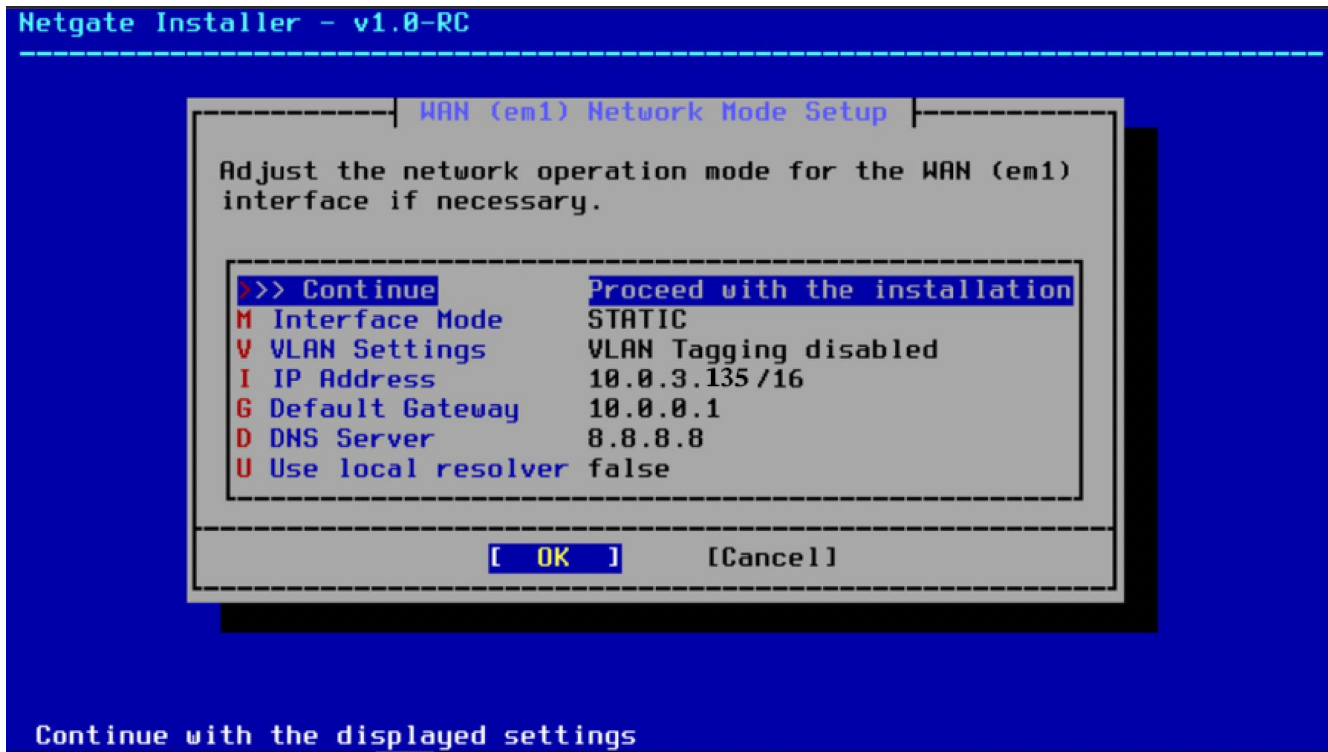 Netgate Installer - v1.0-RC
WAN (em1) Network Mode Setup
Adjust the network operation mode for the WAN (em1)
interface if necessary.
>>> Continue Proceed with the installation
M Interface Mode STATIC
V VLAN Settings VLAN Tagging disabled
I IP Address 10.0.3.135/16
G Default Gateway 10.0.0.1
D DNS Server 8.8.8.8
U Use local resolver false
[ OK ] [Cancel]
Continue with the displayed settings